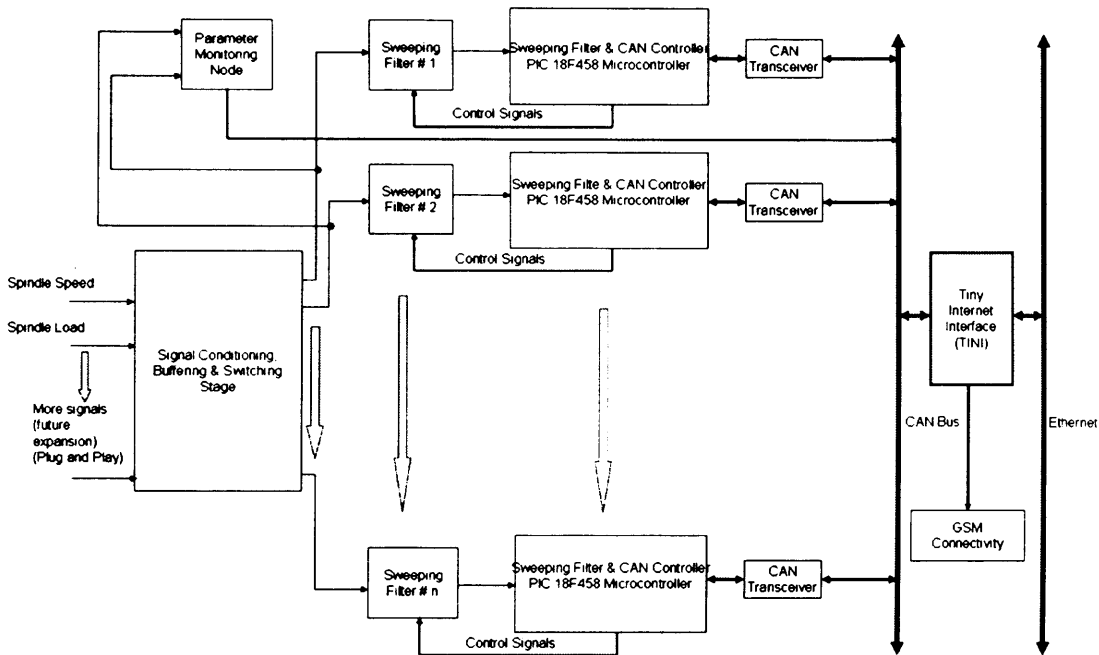 Parameter
Monitoring
Node
Sweeping
Filter # 1
Sweeping Filter & CAN Controller
PIC 18F458 Microcontroller
CAN
Transceiver
Control Signals
Sweeping
Filter # 2
Sweeping Filte & CAN Controller
PIC 18F458 Microcontroller
CAN
Transceiver
Control Signals
Spindle Speed
Spindle Load
More signals
(future
expansion)
(Plug and Play)
Signal Conditioning,
Buffering & Switching
Stage
Tiny
Internet
Interface
(TINI)
CAN Bus
Ethernet
GSM
Connectivity
Sweeping
Filter # n
Sweeping Filter & CAN Controller
PIC 18F458 Microcontroller
CAN
Transceiver
Control Signals